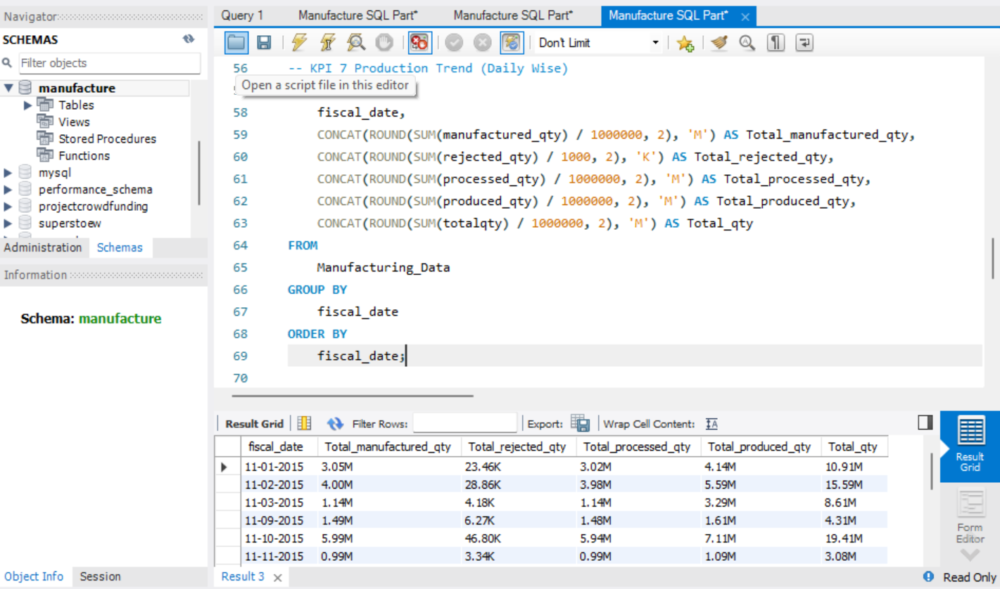 Navigator:
SCHEMAS
Filter objects
manufacture
Tables
Views
Stored Procedures
Functions
mysql
performance_schema
projectcrowdfunding
superstoew
Administration Schemas
Information
Schema: manufacture
Object Info Session
Query 1 Manufacture SQL Part* Manufacture SQL Part* Manufacture SQL Part*
Don't Limit
56 -- KPI 7 Production Trend (Daily Wise)
Open a script file in this editor
58 fiscal_date,
59 CONCAT(ROUND(SUM(manufactured_qty) / 1000000, 2), 'M') AS Total_manufactured_qty,
60 CONCAT(ROUND(SUM(rejected_qty) / 1000, 2), 'K') AS Total_rejected_qty,
61 CONCAT(ROUND(SUM(processed_qty) / 1000000, 2), 'M') AS Total_processed_qty,
62 CONCAT(ROUND(SUM(produced_qty) / 1000000, 2), 'M') AS Total_produced_qty,
63 CONCAT(ROUND(SUM(totalqty) / 1000000, 2), 'M') AS Total_qty
64 FROM
65 Manufacturing_Data
66 GROUP BY
67 fiscal_date
68 ORDER BY
69 fiscal_date;
70
Result Grid Filter Rows: Export: Wrap Cell Content:
fiscal_date Total_manufactured_qty Total_rejected_qty Total_processed_qty Total_produced_qty Total_qty
11-01-2015 3.05M 23.46K 3.02M 4.14M 10.91M
11-02-2015 4.00M 28.86K 3.98M 5.59M 15.59M
11-03-2015 1.14M 4.18K 1.14M 3.29M 8.61M
11-09-2015 1.49M 6.27K 1.48M 1.61M 4.31M
11-10-2015 5.99M 46.80K 5.94M 7.11M 19.41M
11-11-2015 0.99M 3.34K 0.99M 1.09M 3.08M
Result
Grid
Form
Editor
Result 3
Read Only